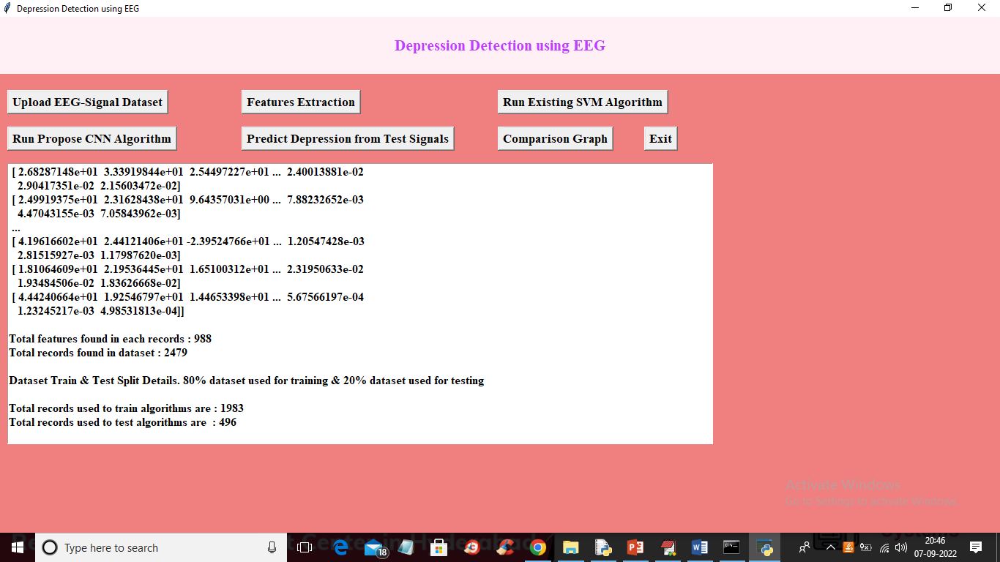 Depression Detection using EEG
Depression Detection using EEG
Upload EEG-Signal Dataset
Features Extraction
Run Existing SVM Algorithm
Run Propose CNN Algorithm
Predict Depression from Test Signals
Comparison Graph
Exit
[ 2.68287148e+01 3.33919844e+01 2.54497227e+01 ... 2.40013881e-02
2.90417351e-02 2.15603472e-02]
[ 2.49919375e+01 2.31628438e+01 9.64357031e+00 ... 7.88232652e-03
4.47043155e-03 7.05843962e-03]
...
[ 4.19616602e+01 2.44121406e+01 -2.39524766e+01 ... 1.20547428e-03
2.81515927e-03 1.17987620e-03]
[ 1.81064609e+01 2.19536445e+01 1.65100312e+01 ... 2.31950633e-02
1.93484506e-02 1.83626668e-02]
[ 4.44240664e+01 1.92546797e+01 1.44653398e+01 ... 5.67566197e-04
1.23245217e-03 4.98531813e-04]]
Total features found in each records : 988
Total records found in dataset : 2479
Dataset Train & Test Split Details. 80% dataset used for training & 20% dataset used for testing
Total records used to train algorithms are : 1983
Total records used to test algorithms are : 496
Activate Windows
Go to Settings to activate Windows.
Type here to search
18
20:46
07-09-2022